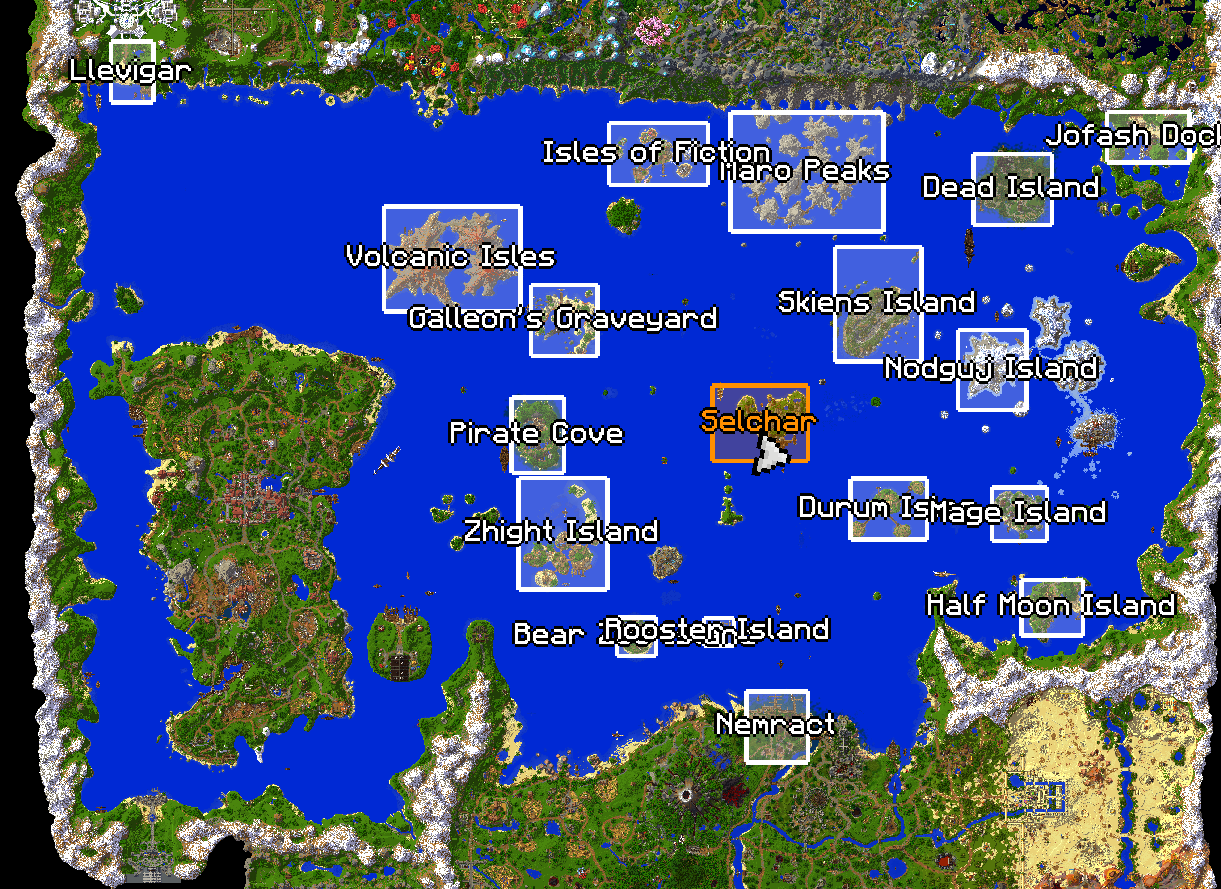 Llevigar
Jofash Dock
Isles of Fiction
Maro Peaks
Dead Island
Volcanic Isles
Skiens Island
Galleon's Graveyard
Nodguj Island
Selchar
Pirate Cove
Durum Is
Mage Island
Zhight Island
Half Moon Island
Bear
Rooster Island
Nemract